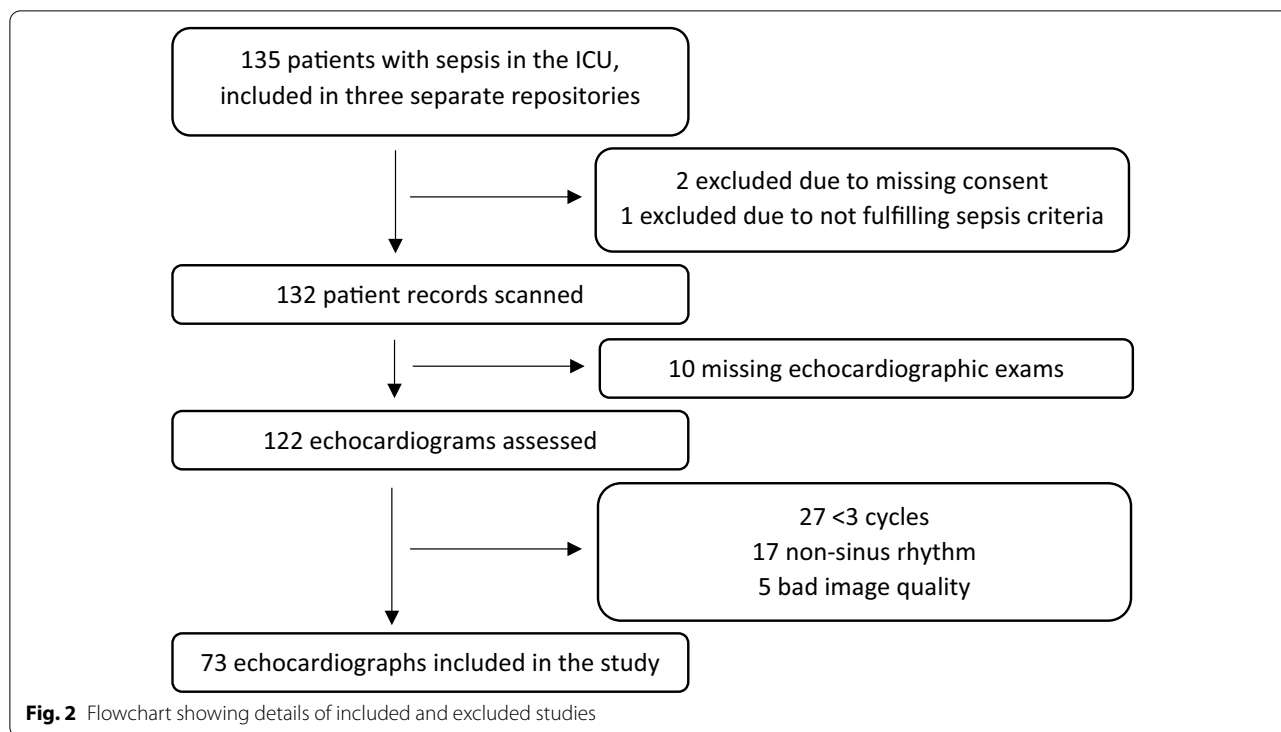 135 patients with sepsis in the ICU,
included in three separate repositories
2 excluded due to missing consent
1 excluded due to not fulfilling sepsis criteria
132 patient records scanned
10 missing echocardiographic exams
122 echocardiograms assessed
27 <3 cycles
17 non-sinus rhythm
5 bad image quality
73 echocardiographs included in the study
Fig. 2 Flowchart showing details of included and excluded studies